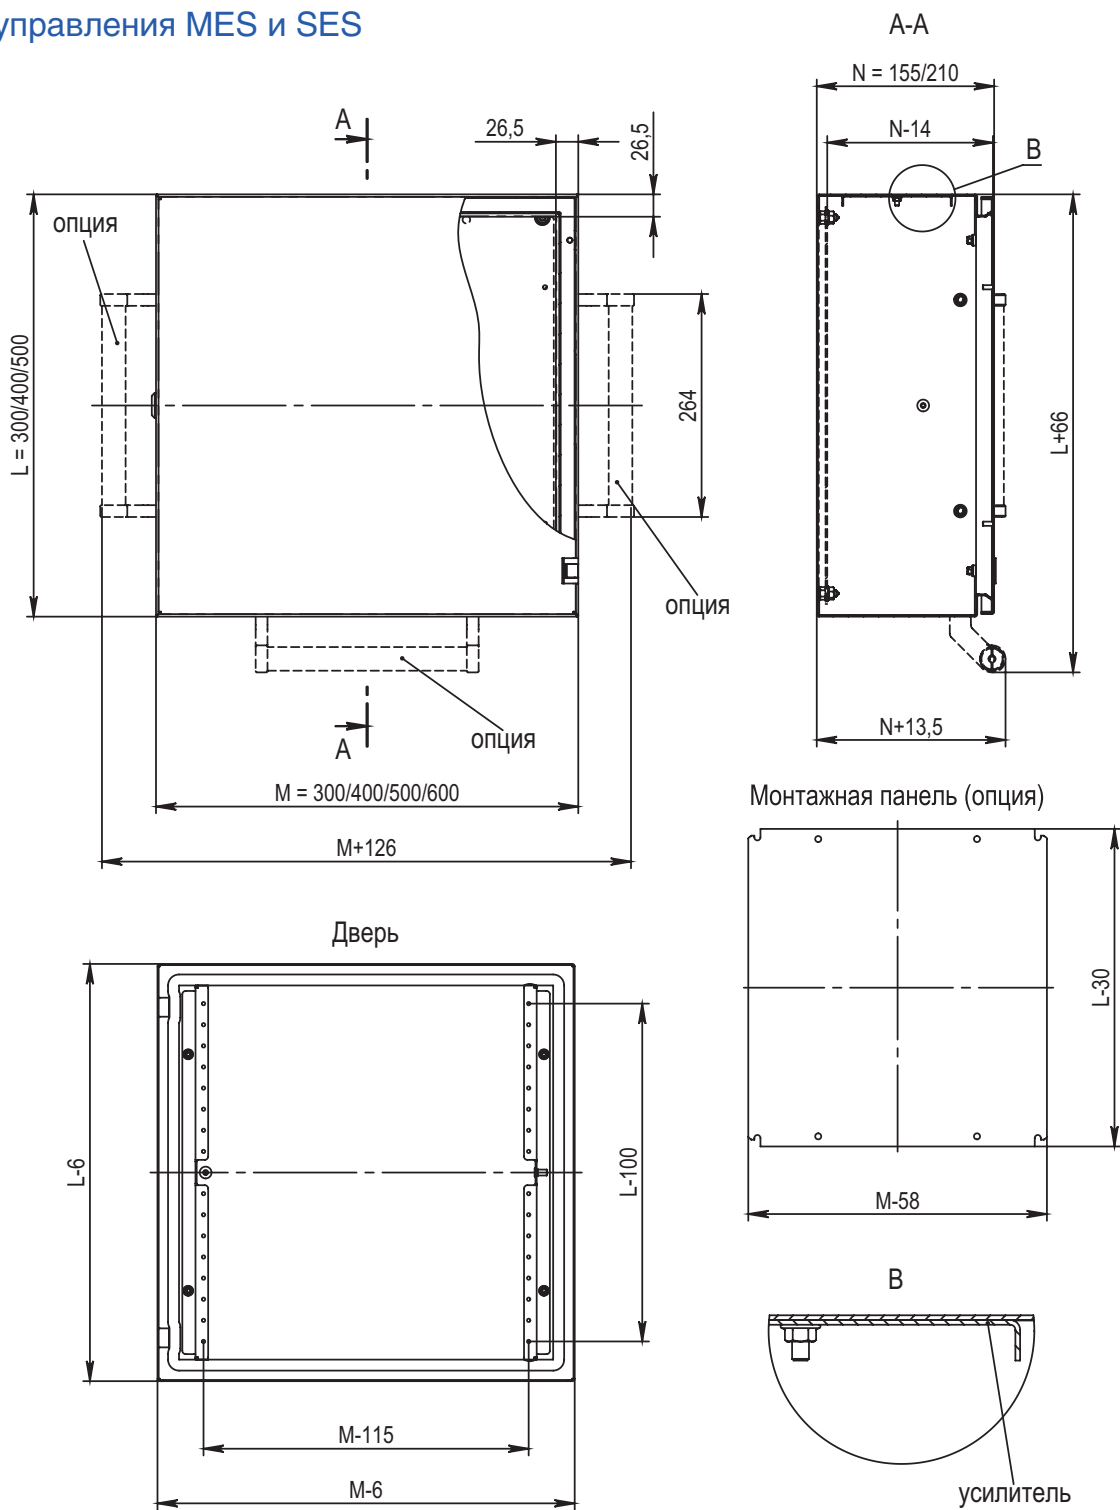 управления MES и SES
A-A
N = 155/210
N-14
A
26,5
26,5
B
опция
L = 300/400/500
264
L+66
опция
A
опция
N+13,5
M = 300/400/500/600
M+126
Монтажная панель (опция)
L-30
M-58
Дверь
L-6
L-100
M-115
M-6
B
усилитель